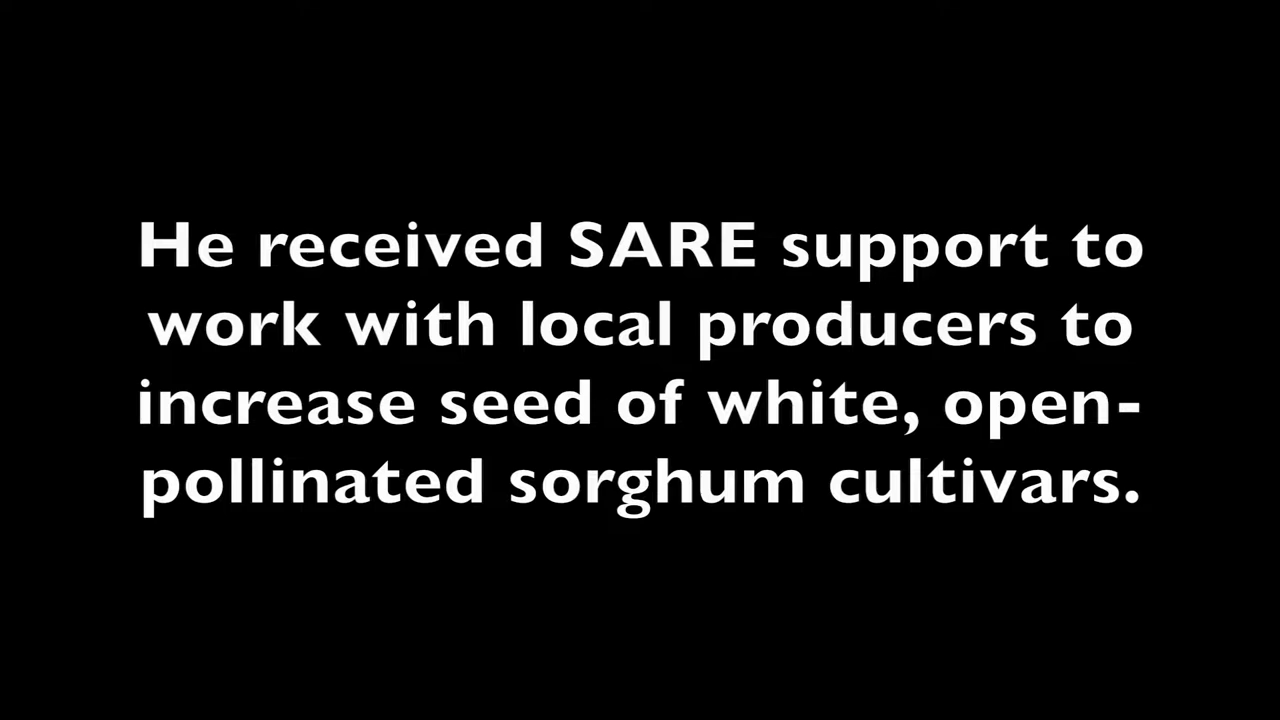 He received SARE support to
work with local producers to
increase seed of white, open-
pollinated sorghum cultivars.